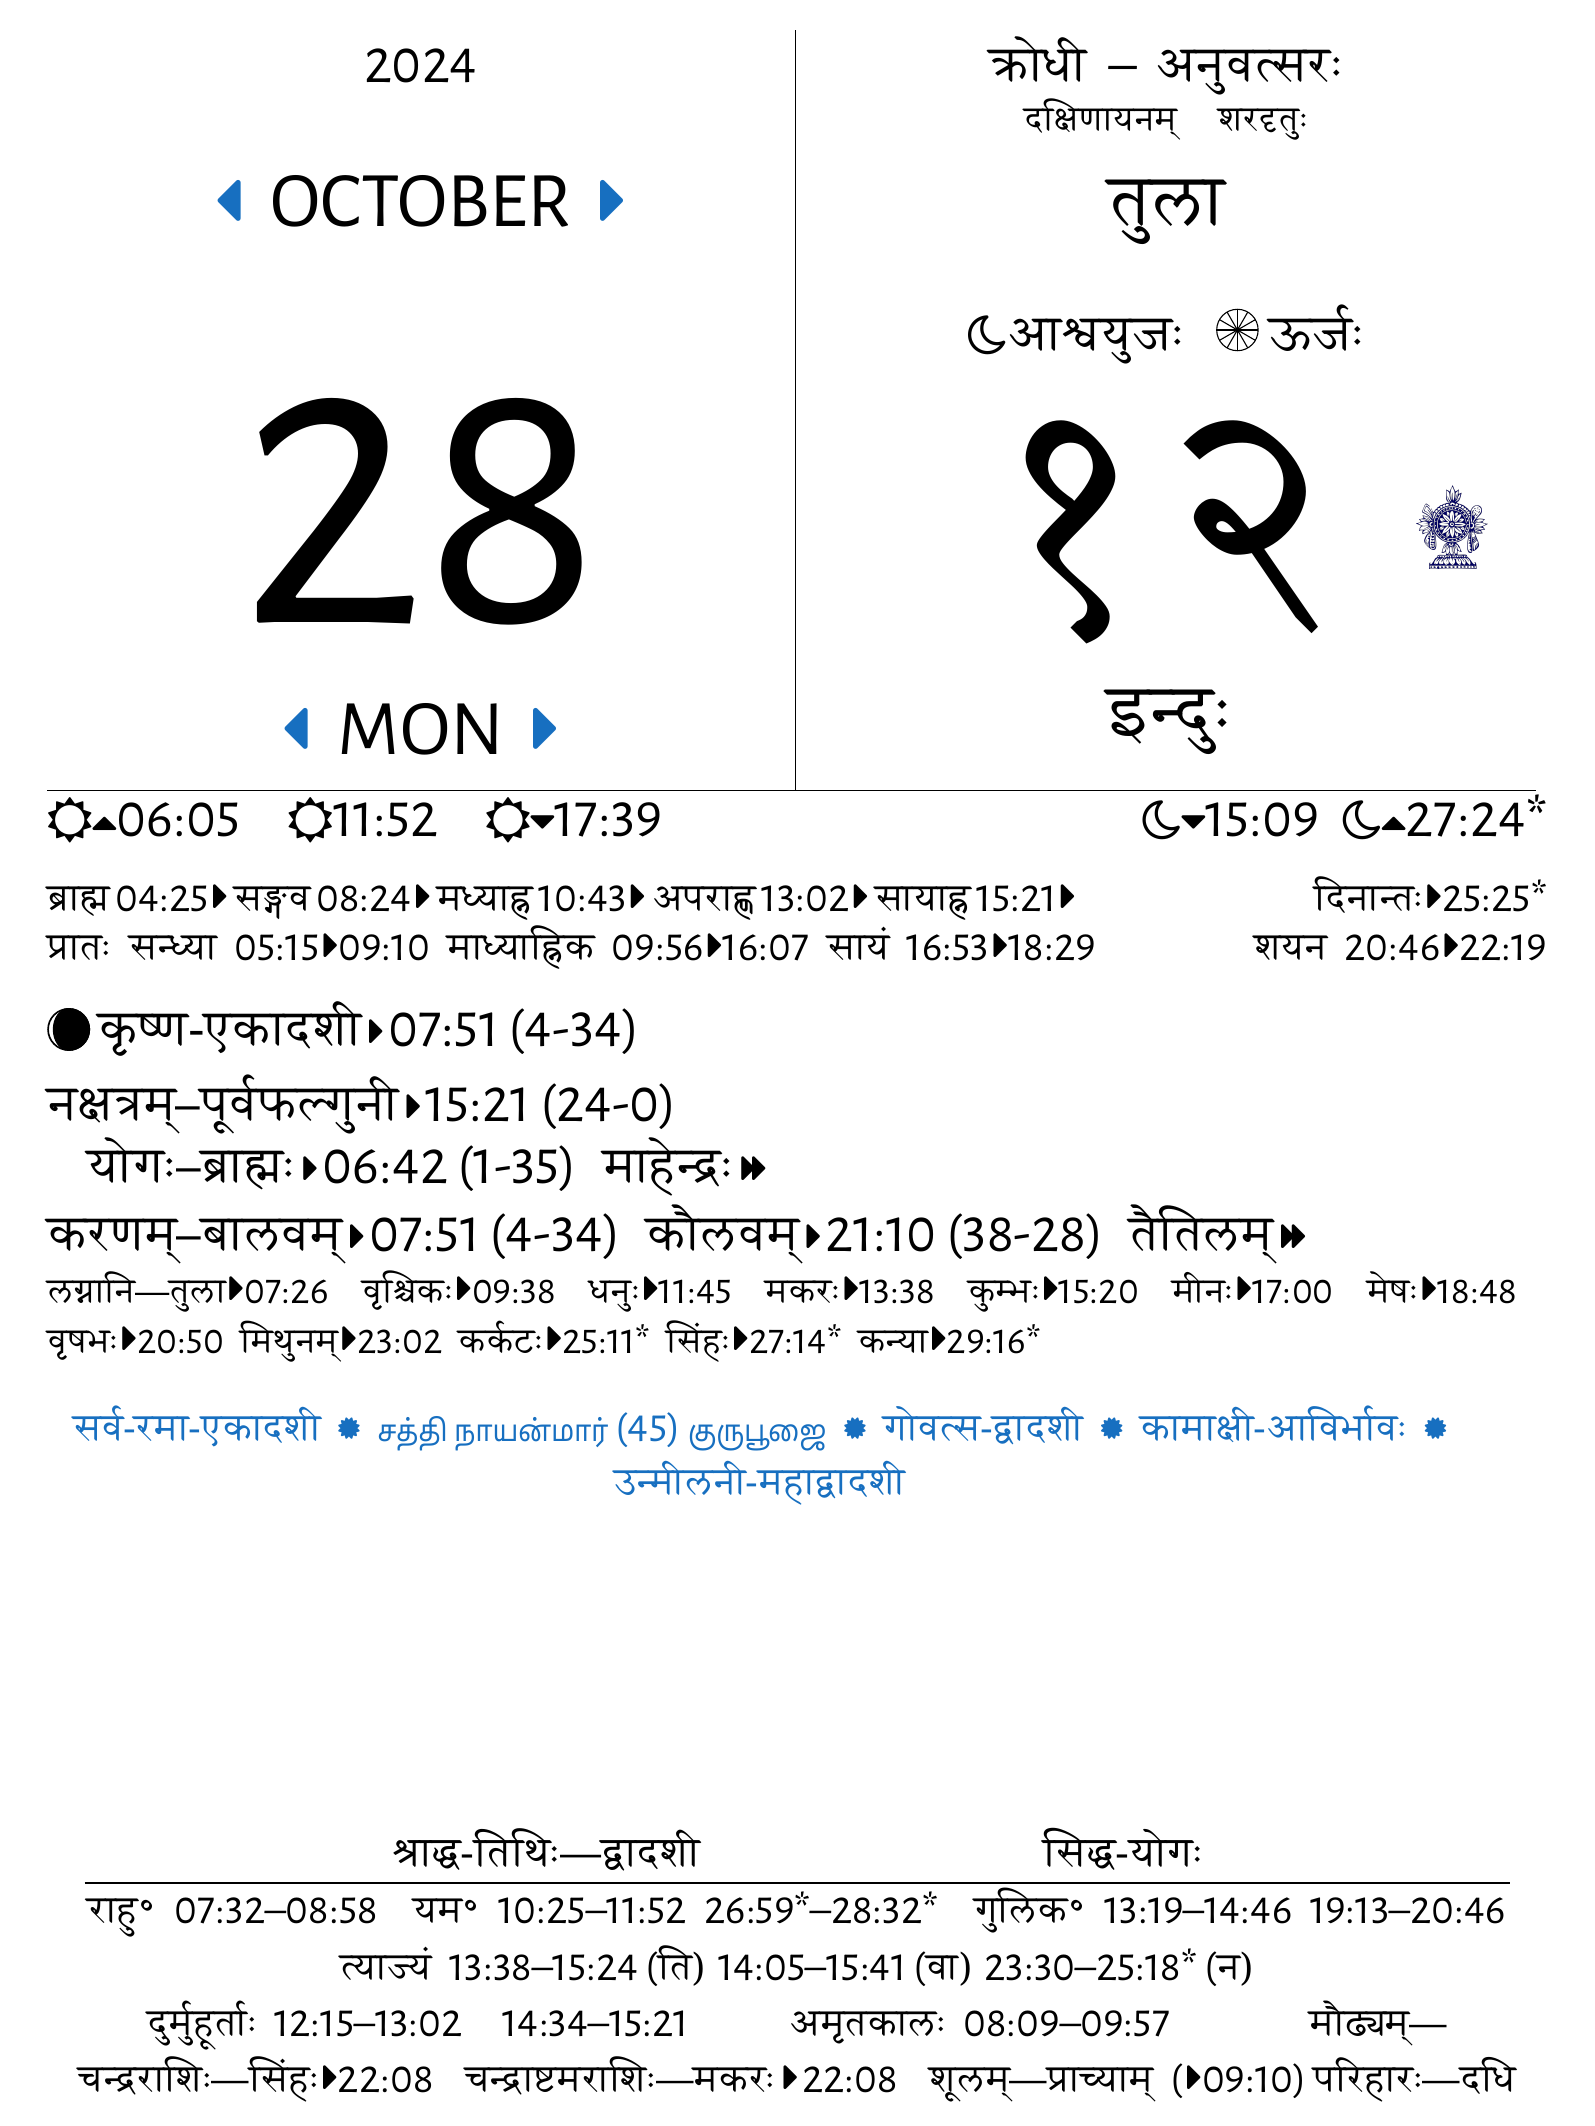 2024
OCTOBER
28
MON
क्रोधी – अनुवत्सरः
दक्षिणायनम् शरदृतुः
तुला
आश्वयुजः ऊर्जः
१२
इन्दुः
06:05 11:52 17:39 15:09 27:24*
ब्राह्म 04:25 सङ्गव 08:24 मध्याह्न 10:43 अपराह्ण 13:02 सायाह्न 15:21 दिनान्तः 25:25*
प्रातः सन्ध्या 05:15 09:10 माध्याह्निक 09:56 16:07 सायं 16:53 18:29 शयन 20:46 22:19
कृष्ण-एकादशी 07:51 (4-34)
नक्षत्रम्–पूर्वफल्गुनी 15:21 (24-0)
योगः–ब्राह्मः 06:42 (1-35) माहेन्द्रः
करणम्–बालवम् 07:51 (4-34) कौलवम् 21:10 (38-28) तैतिलम्
लग्नानि—तुला 07:26 वृश्चिकः 09:38 धनुः 11:45 मकरः 13:38 कुम्भः 15:20 मीनः 17:00 मेषः 18:48
वृषभः 20:50 मिथुनम् 23:02 कर्कटः 25:11* सिंहः 27:14* कन्या 29:16*
सर्व-रमा-एकादशी ✹ சத்தி நாயன்மார் (45) குருபூஜை ✹ गोवत्स-द्वादशी ✹ कामाक्षी-आविर्भावः ✹
उन्मीलनी-महाद्वादशी
श्राद्ध-तिथिः—द्वादशी सिद्ध-योगः
राहु° 07:32–08:58 यम° 10:25–11:52 26:59*–28:32* गुलिक° 13:19–14:46 19:13–20:46
त्याज्यं 13:38–15:24 (ति) 14:05–15:41 (वा) 23:30–25:18* (न)
दुर्मुहूर्ताः 12:15–13:02 14:34–15:21 अमृतकालः 08:09–09:57 मौढ्यम्—
चन्द्रराशिः—सिंहः 22:08 चन्द्राष्टमराशिः—मकरः 22:08 शूलम्—प्राच्याम् (09:10) परिहारः—दधि